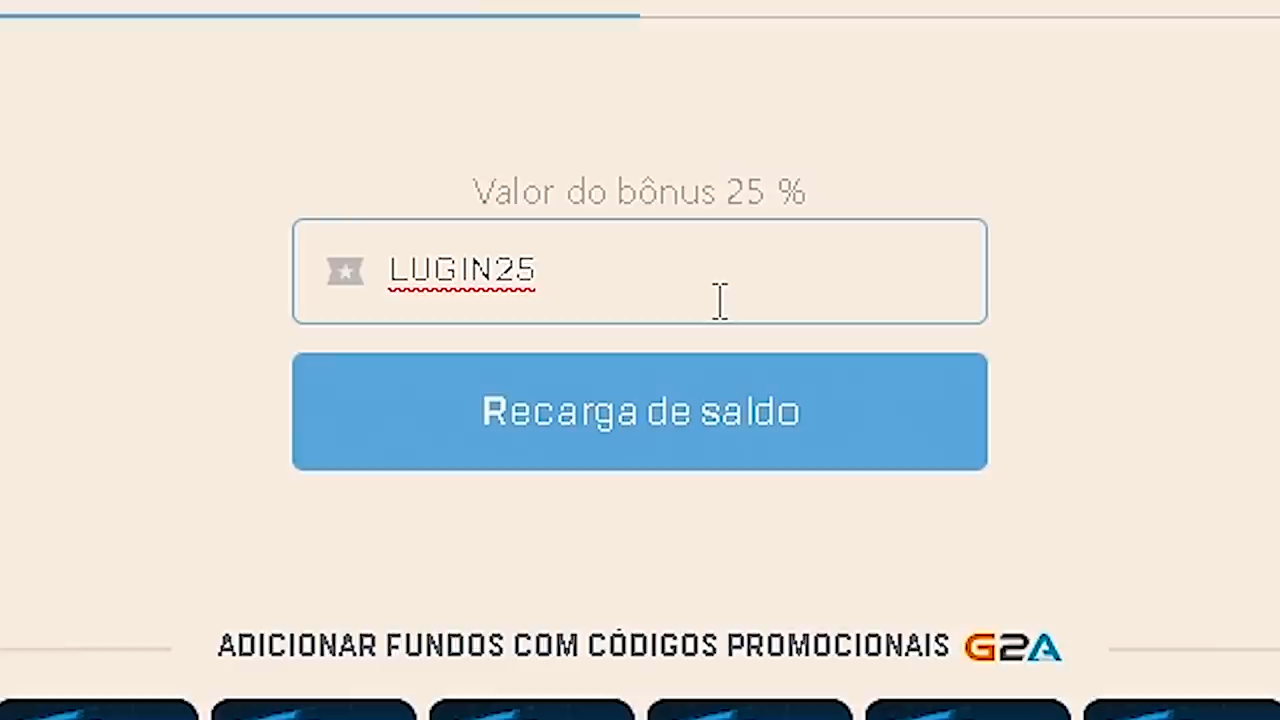 Valor do bônus 25 %
LUGIN25
Recarga de saldo
ADICIONAR FUNDOS COM CÓDIGOS PROMOCIONAIS G2A